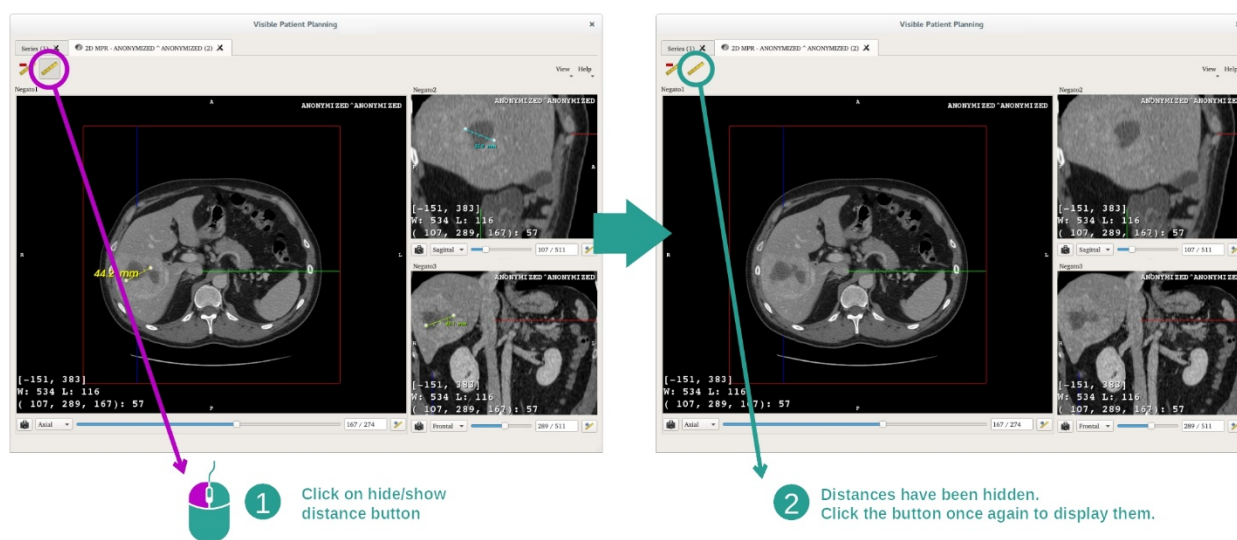 Visible Patient Planning
Series (1)
2D MPR - ANONYMIZED ^ ANONYMIZED (2)
View Help
Negato1
A
ANONYMIZED^ANONYMIZED
R
L
44.2 mm
[-151, 383]
W: 534 L: 116
( 107, 289, 167): 57
P
Axial
167 / 274
Negato2
ANONYMIZED^ANONYMIZED
A
[-151, 383]
W: 534 L: 116
( 107, 289, 167): 57
Sagittal
107 / 511
Negato3
ANONYMIZED^ANONYMIZED
R
L
[-151, 383]
W: 534 L: 116
( 107, 289, 167): 57
Frontal
289 / 511
1
Click on hide/show
distance button
Visible Patient Planning
Series (1)
2D MPR - ANONYMIZED ^ ANONYMIZED (2)
View Help
Negato1
A
ANONYMIZED^ANONYMIZED
R
L
[-151, 383]
W: 534 L: 116
( 107, 289, 167): 57
P
Axial
167 / 274
Negato2
ANONYMIZED^ANONYMIZED
[-151, 383]
W: 534 L: 116
( 107, 289, 167): 57
Sagittal
107 / 511
Negato3
ANONYMIZED^ANONYMIZED
R
[-151, 383]
W: 534 L: 116
( 107, 289, 167): 57
Frontal
289 / 511
2
Distances have been hidden.
Click the button once again to display them.